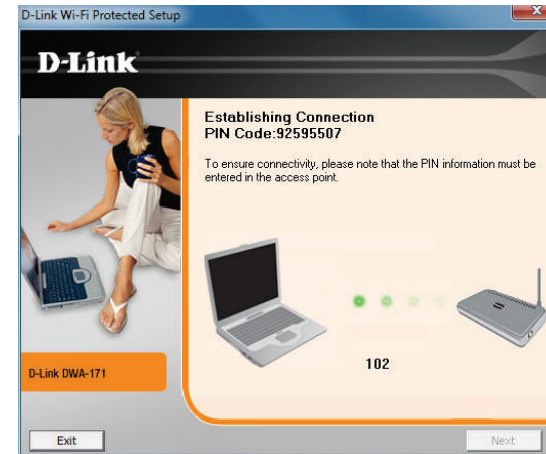 D-Link Wi-Fi Protected Setup
D-Link
Establishing Connection
PIN Code:92595507
To ensure connectivity, please note that the PIN information must be
entered in the access point.
102
D-Link DWA-171
Exit
Next